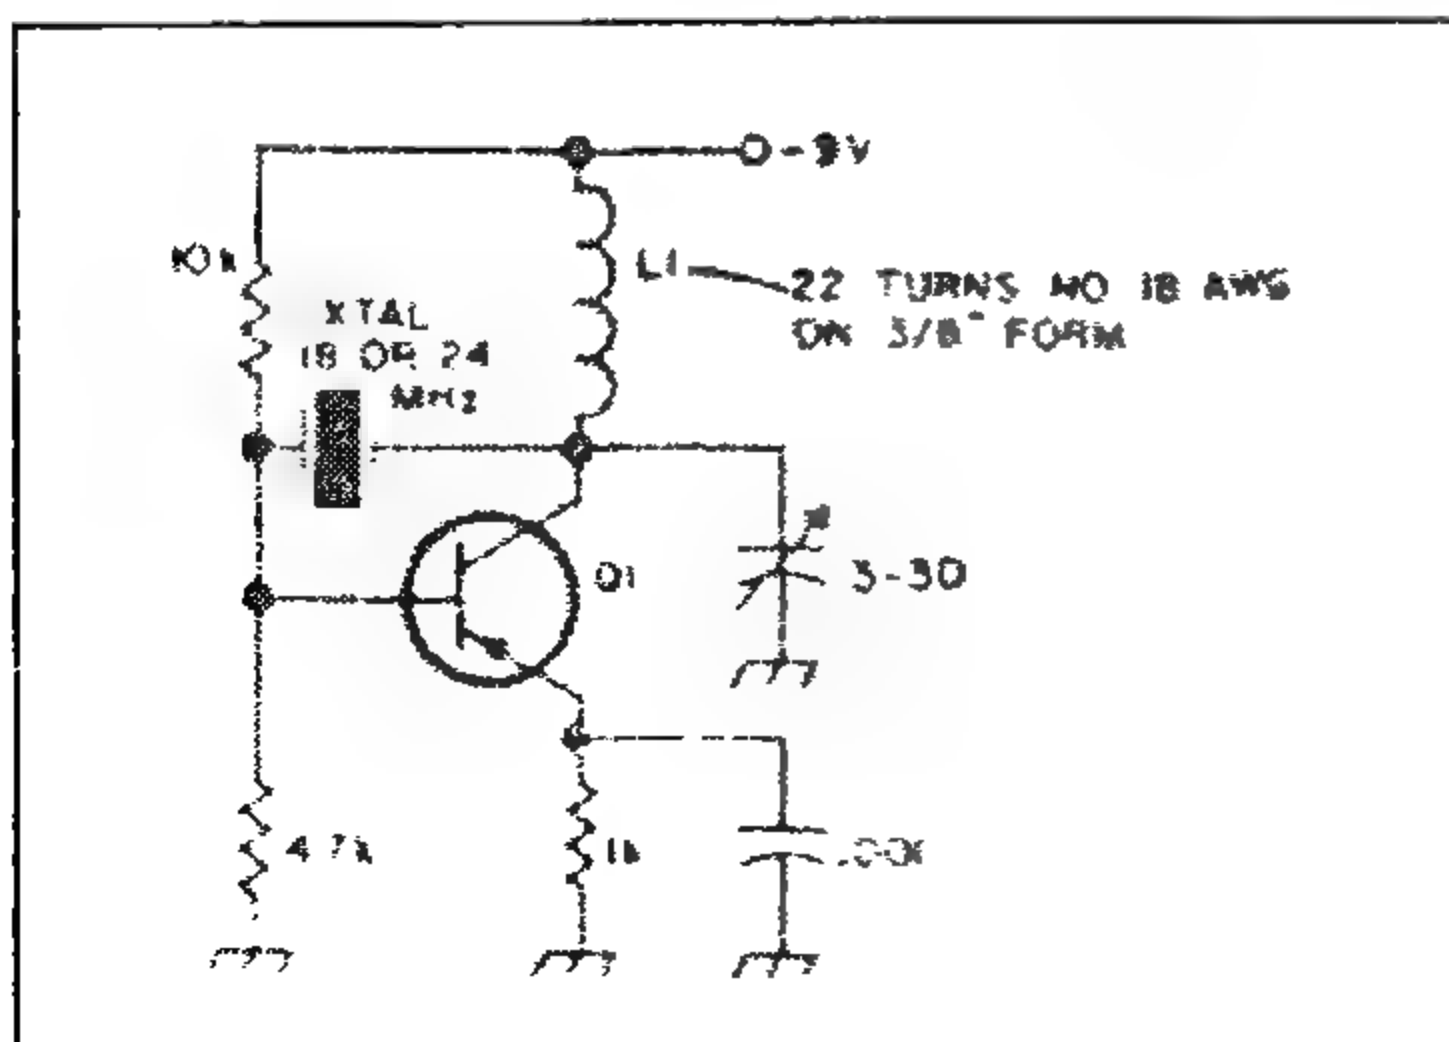 -9V
10k
L1
22 TURNS NO 18 AWG
ON 3/8" FORM
XTAL
18 OR 24
MHz
Q1
3-30
4.7k
1k
.001